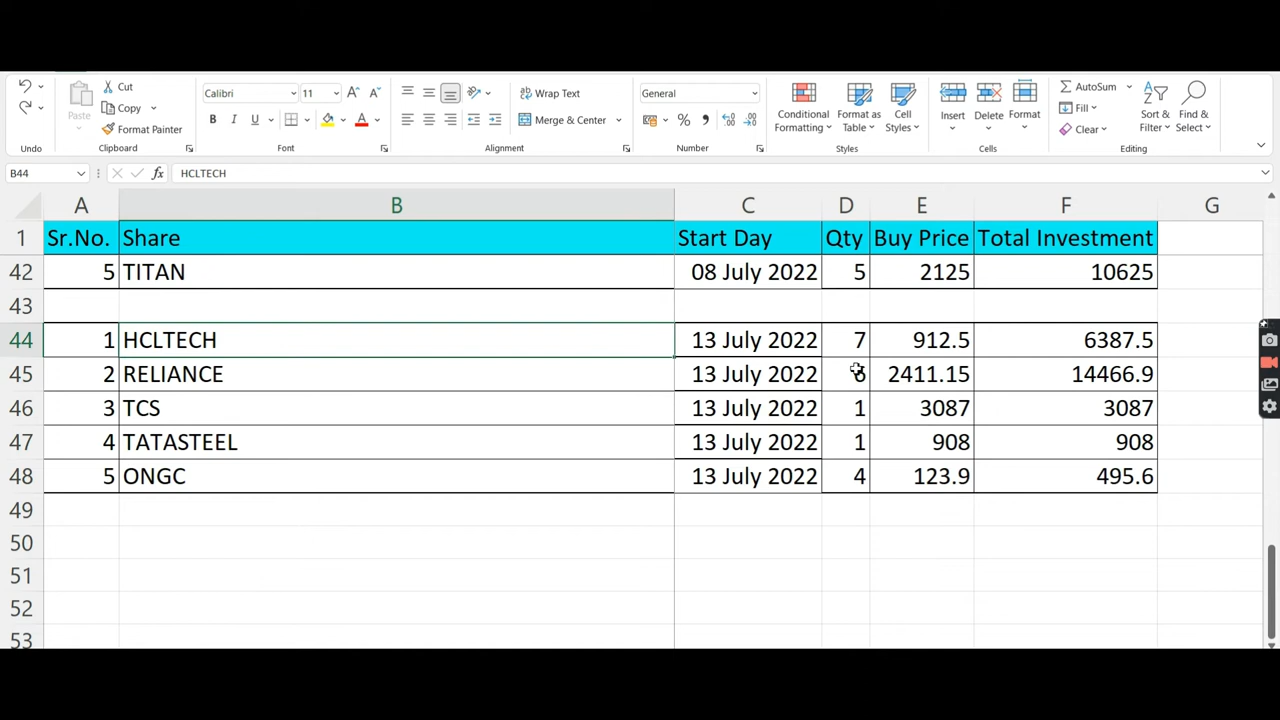 Cut
Copy
Format Painter
Paste
Undo
Clipboard
Calibri 11 A A
B I U A
Font
Wrap Text
Merge & Center
Alignment
General
% ,
Number
Conditional Formatting
Format as Table
Cell Styles
Styles
Insert
Delete
Format
Cells
AutoSum
Fill
Clear
Sort & Filter
Find & Select
Editing
B44 fx HCLTECH
A B C D E F G
1 Sr.No. Share Start Day Qty Buy Price Total Investment
42 5 TITAN 08 July 2022 5 2125 10625
43
44 1 HCLTECH 13 July 2022 7 912.5 6387.5
45 2 RELIANCE 13 July 2022 6 2411.15 14466.9
46 3 TCS 13 July 2022 1 3087 3087
47 4 TATASTEEL 13 July 2022 1 908 908
48 5 ONGC 13 July 2022 4 123.9 495.6
49
50
51
52
53